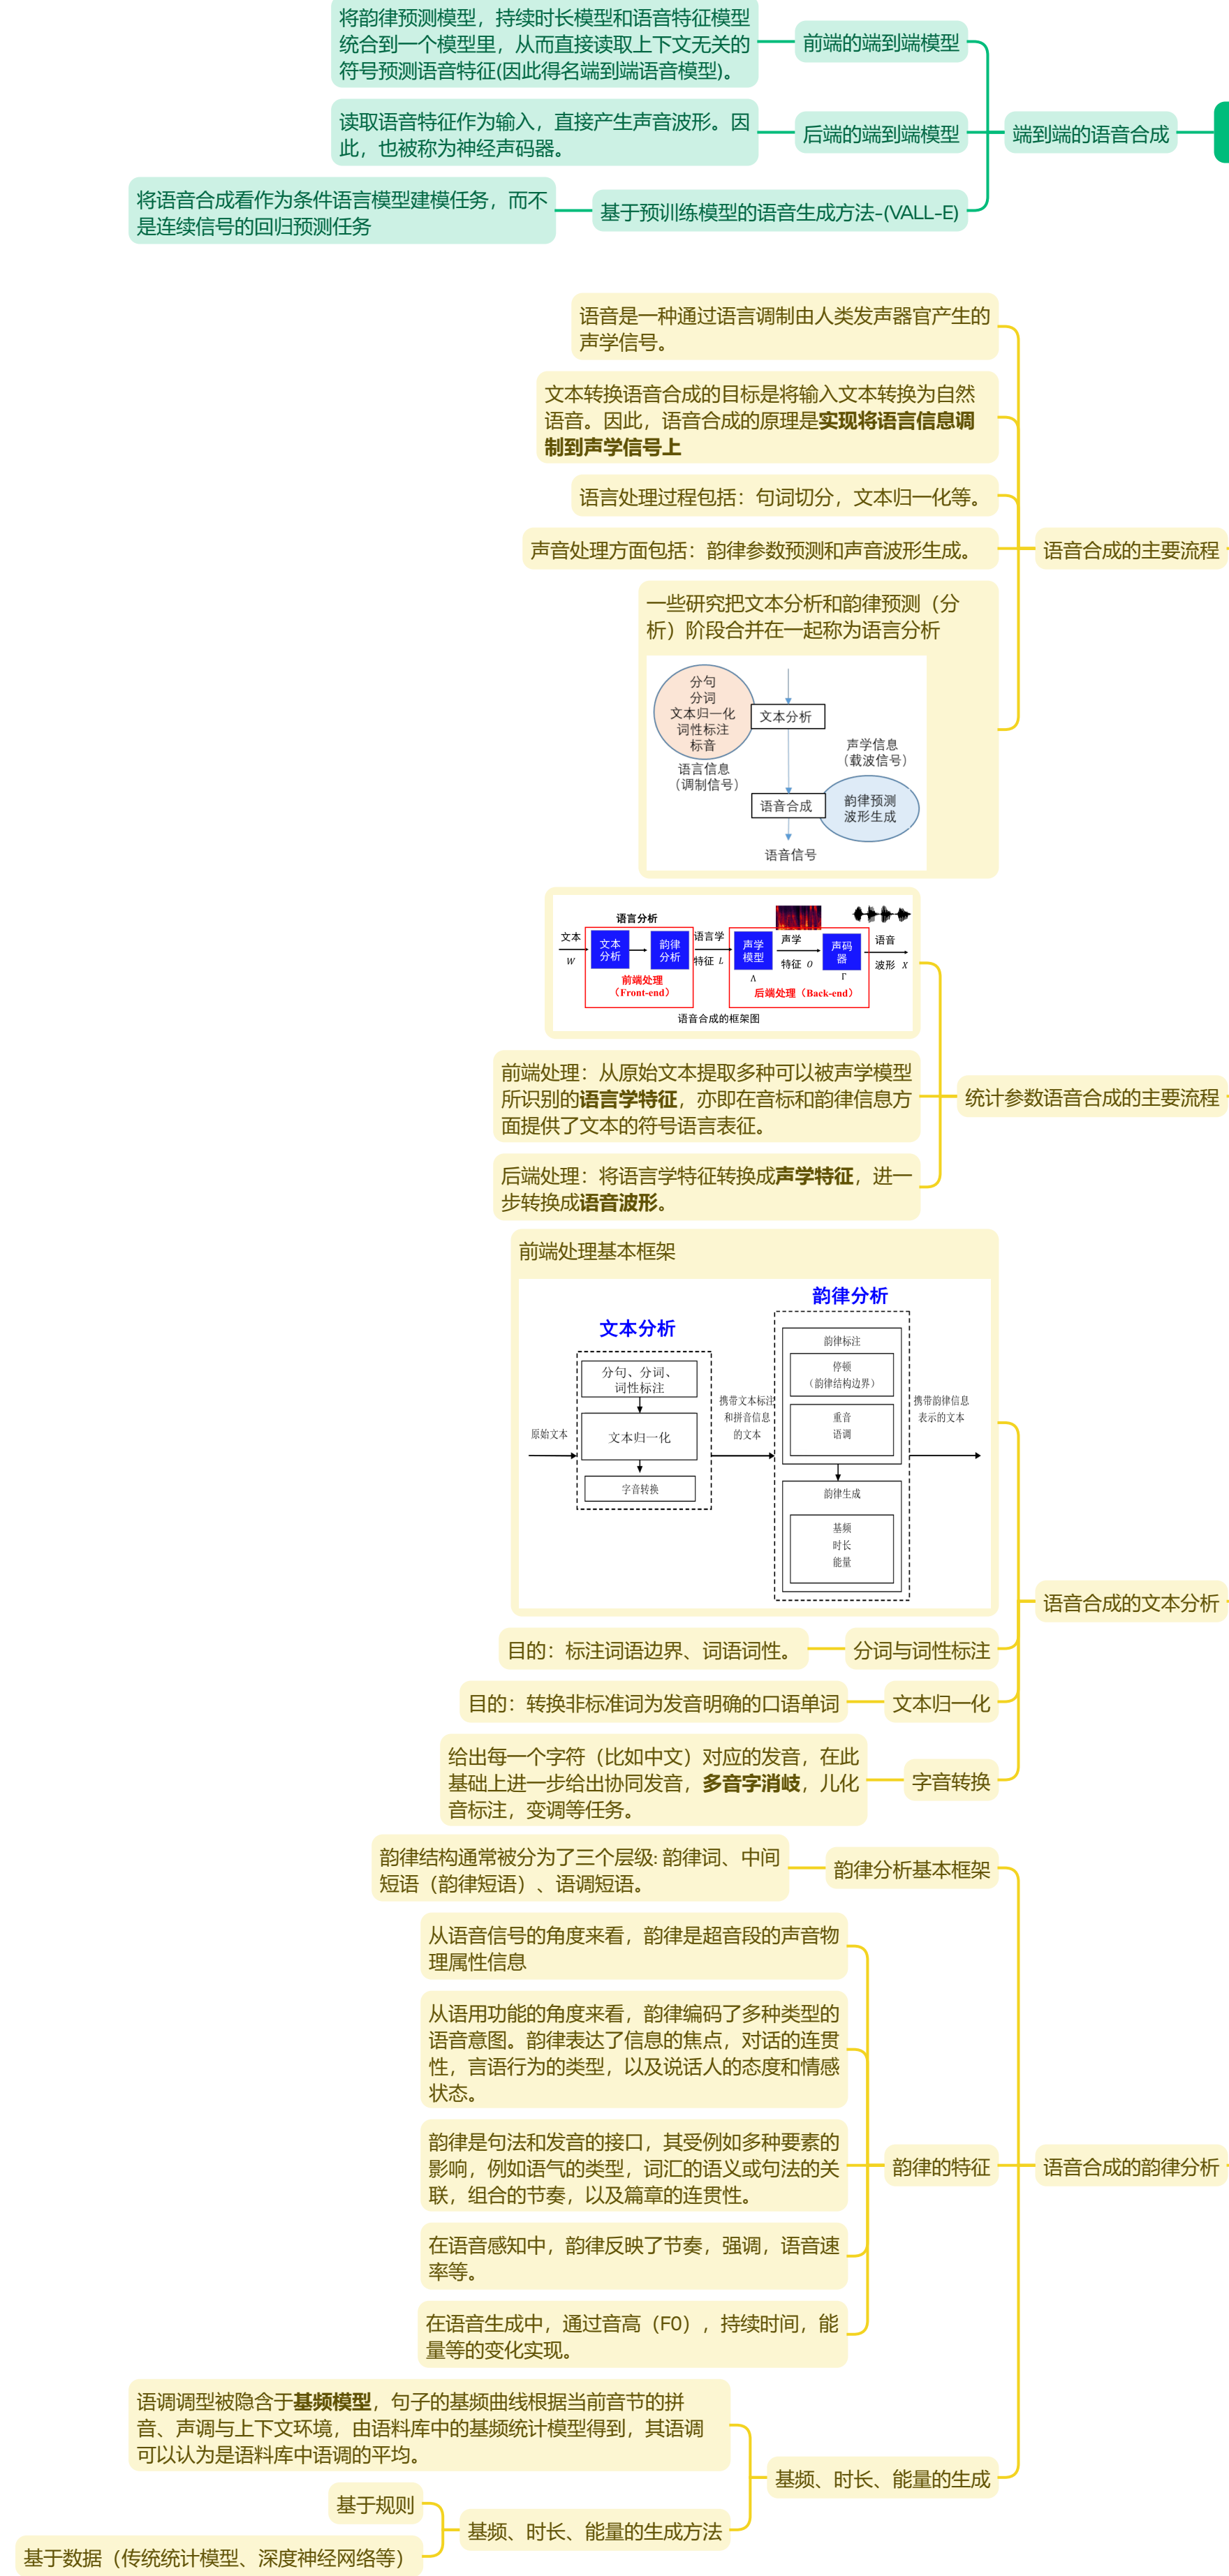 将韵律预测模型，持续时长模型和语音特征模型
统合到一个模型里，从而直接读取上下文无关的
符号预测语音特征(因此得名端到端语音模型)。
前端的端到端模型
读取语音特征作为输入，直接产生声音波形。因
此，也被称为神经声码器。
后端的端到端模型
端到端的语音合成
将语音合成看作为条件语言模型建模任务，而不
是连续信号的回归预测任务
基于预训练模型的语音生成方法-(VALL-E)
语音是一种通过语言调制由人类发声器官产生的
声学信号。
文本转换语音合成的目标是将输入文本转换为自然
语音。因此，语音合成的原理是实现将语言信息调
制到声学信号上
语言处理过程包括：句词切分，文本归一化等。
声音处理方面包括：韵律参数预测和声音波形生成。
语音合成的主要流程
一些研究把文本分析和韵律预测（分
析）阶段合并在一起称为语言分析
分句
分词
文本归一化
词性标注
标音
文本分析
语言信息
（调制信号）
声学信息
（载波信号）
语音合成
韵律预测
波形生成
语音信号
语言分析
文本
W
文本
分析
韵律
分析
语言学
特征 L
声学
模型
Λ
声学
特征 O
声码
器
Γ
语音
波形 X
前端处理
（Front-end）
后端处理（Back-end）
语音合成的框架图
前端处理：从原始文本提取多种可以被声学模型
所识别的语言学特征，亦即在音标和韵律信息方
面提供了文本的符号语言表征。
统计参数语音合成的主要流程
后端处理：将语言学特征转换成声学特征，进一
步转换成语音波形。
前端处理基本框架
文本分析
韵律分析
原始文本
分句、分词、
词性标注
文本归一化
字音转换
携带文本标注
和拼音信息
的文本
韵律标注
停顿
（韵律结构边界）
重音
语调
韵律生成
基频
时长
能量
携带韵律信息
表示的文本
语音合成的文本分析
目的：标注词语边界、词语词性。
分词与词性标注
目的：转换非标准词为发音明确的口语单词
文本归一化
给出每一个字符（比如中文）对应的发音，在此
基础上进一步给出协同发音，多音字消岐，儿化
音标注，变调等任务。
字音转换
韵律结构通常被分为了三个层级: 韵律词、中间
短语（韵律短语）、语调短语。
韵律分析基本框架
从语音信号的角度来看，韵律是超音段的声音物
理属性信息
从语用功能的角度来看，韵律编码了多种类型的
语音意图。韵律表达了信息的焦点，对话的连贯
性，言语行为的类型，以及说话人的态度和情感
状态。
韵律是句法和发音的接口，其受例如多种要素的
影响，例如语气的类型，词汇的语义或句法的关
联，组合的节奏，以及篇章的连贯性。
韵律的特征
语音合成的韵律分析
在语音感知中，韵律反映了节奏，强调，语音速
率等。
在语音生成中，通过音高（F0），持续时间，能
量等的变化实现。
语调调型被隐含于基频模型，句子的基频曲线根据当前音节的拼
音、声调与上下文环境，由语料库中的基频统计模型得到，其语调
可以认为是语料库中语调的平均。
基频、时长、能量的生成
基于规则
基频、时长、能量的生成方法
基于数据（传统统计模型、深度神经网络等）